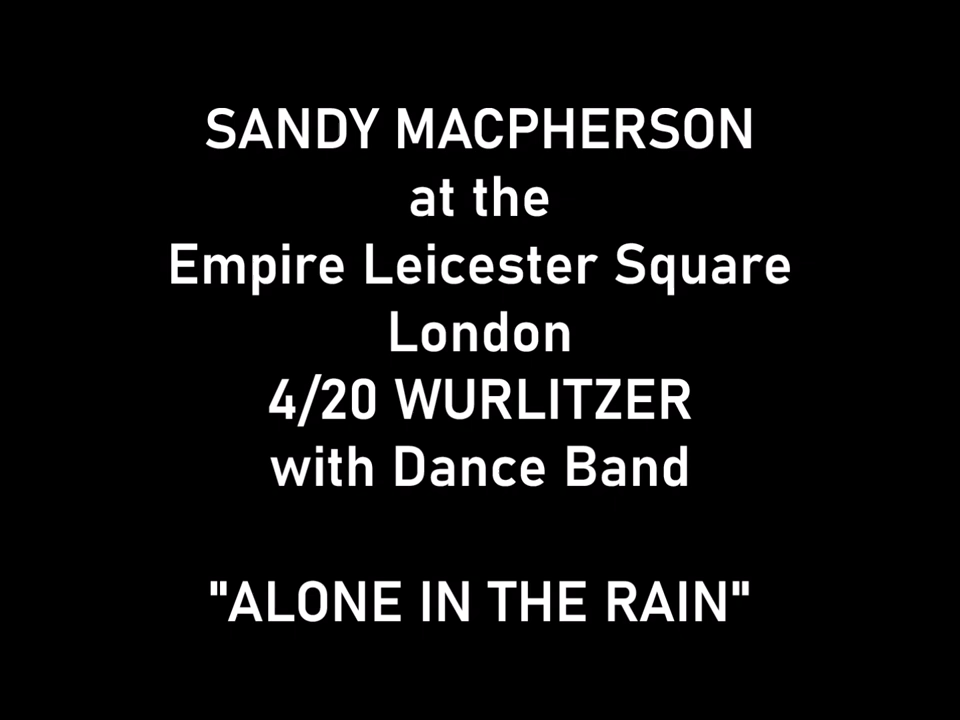 SANDY MACPHERSON
at the
Empire Leicester Square
London
4/20 WURLITZER
with Dance Band
"ALONE IN THE RAIN"